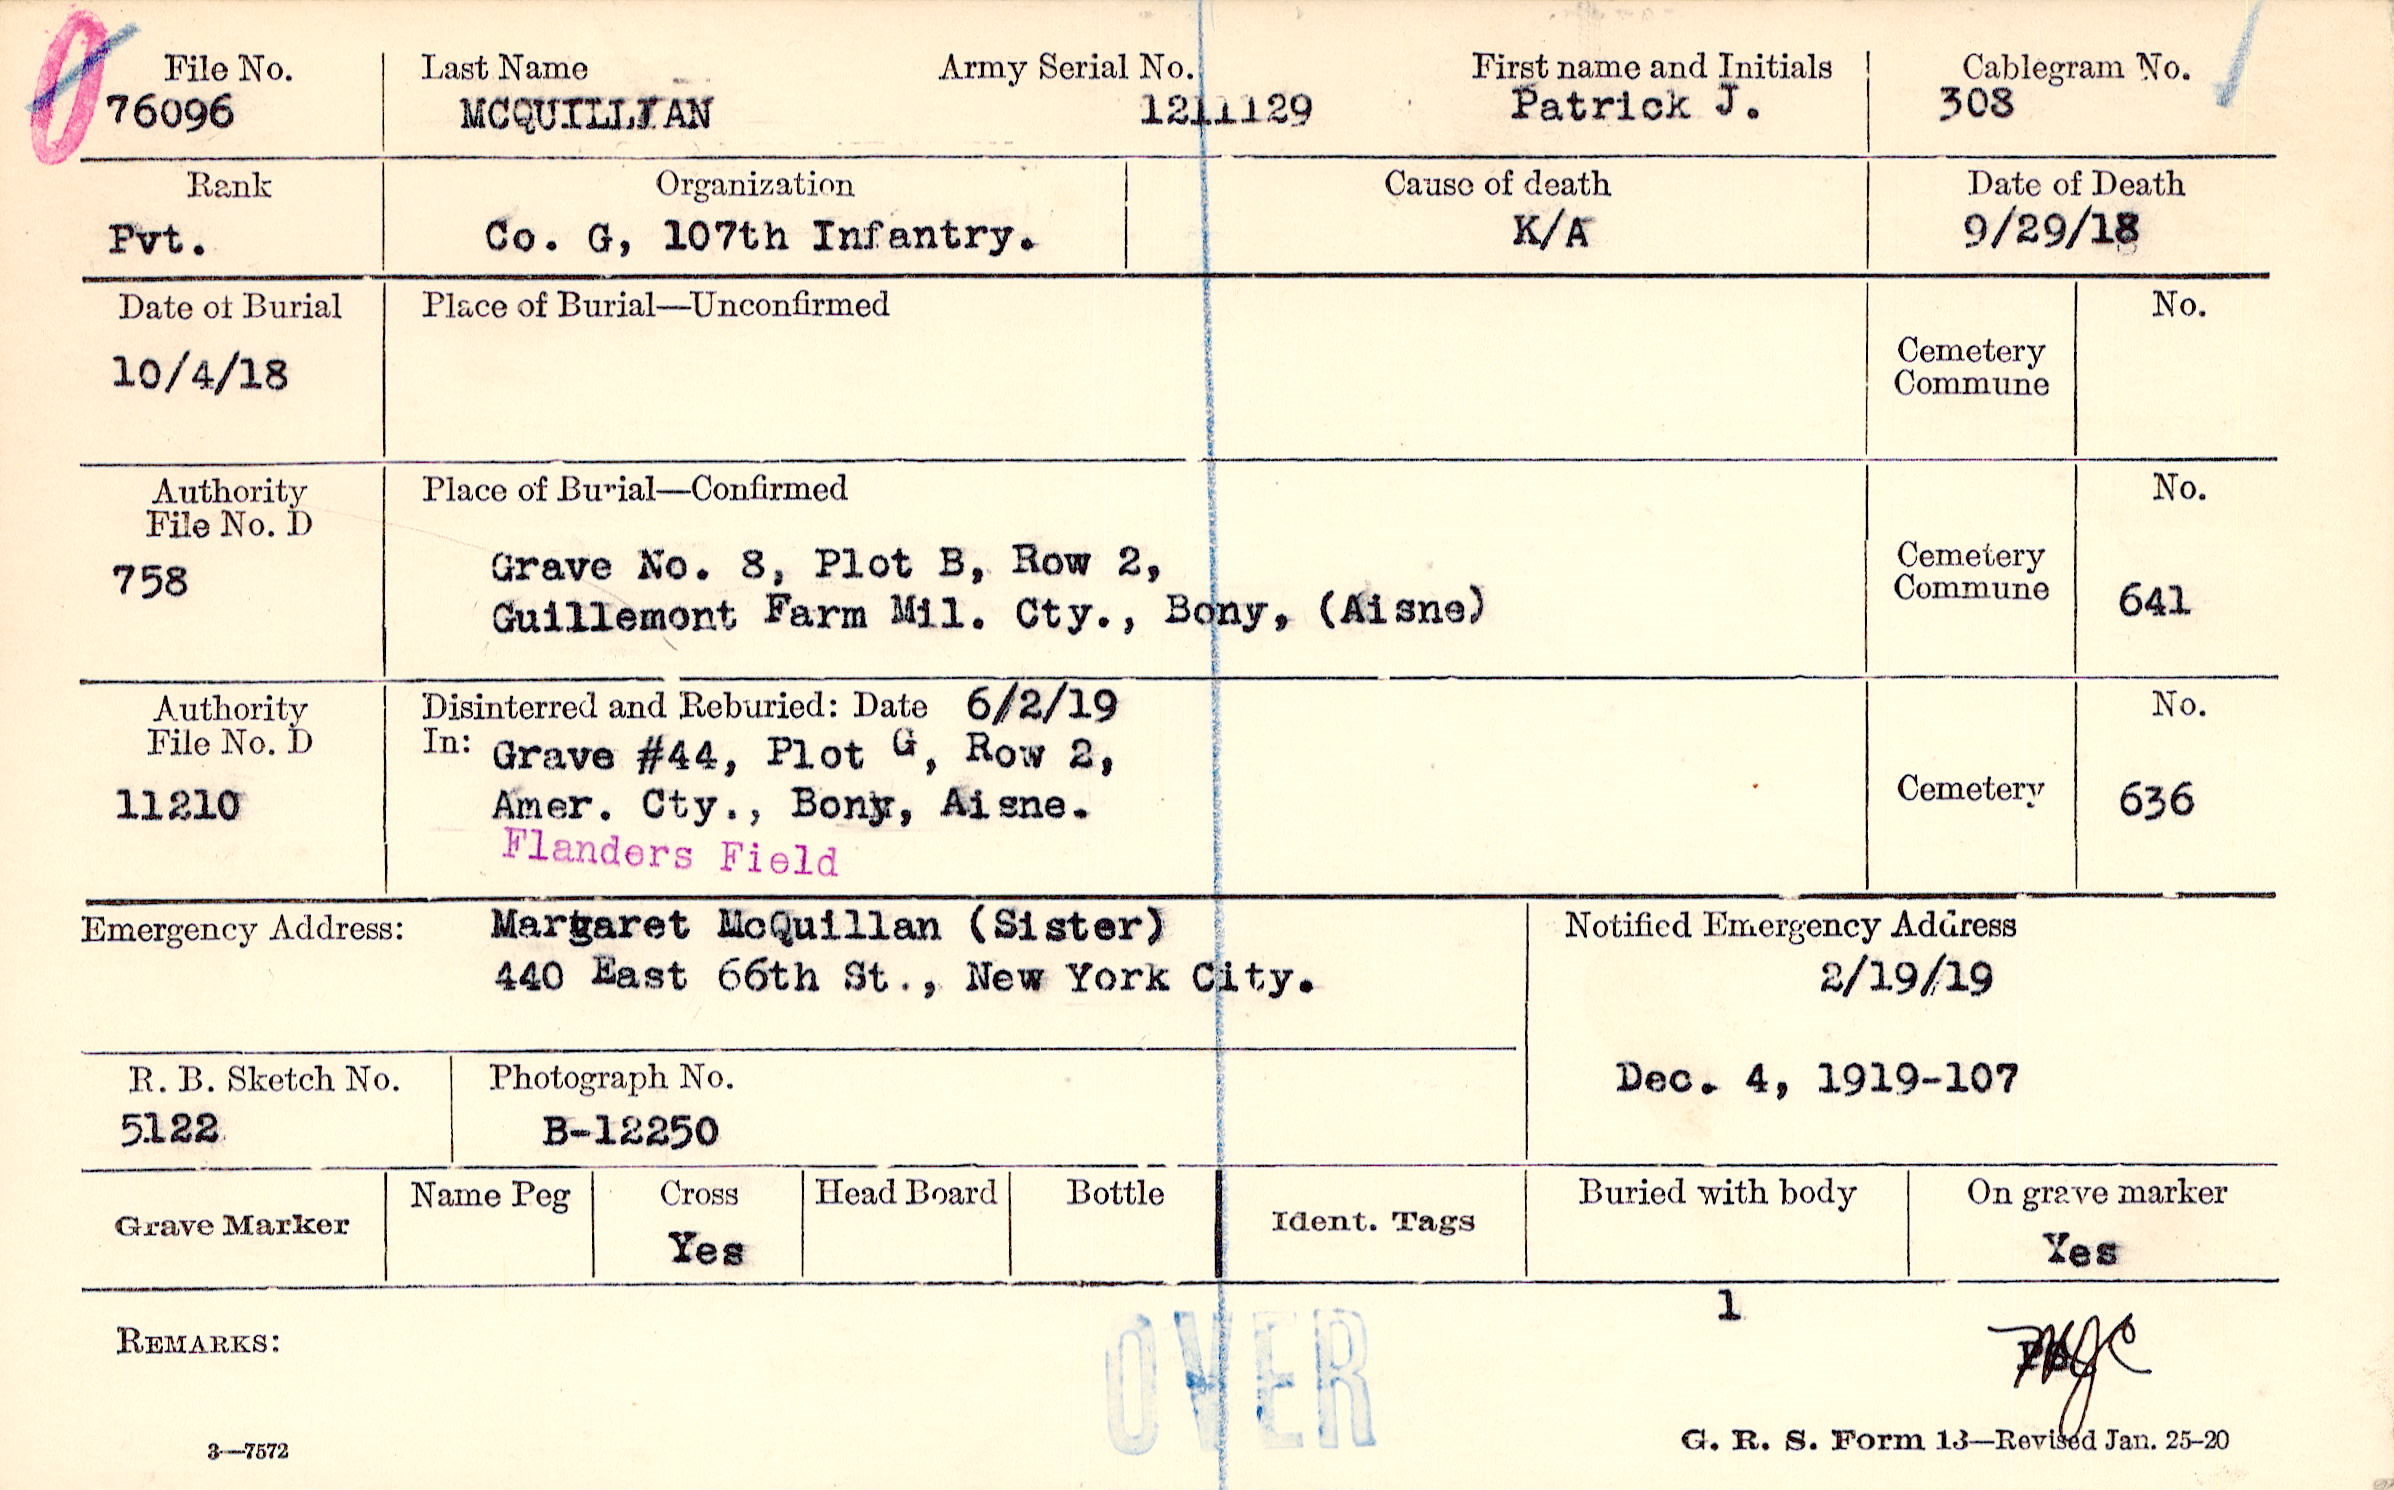 File No. Last Name Army Serial No. First name and Initials Cablegram No.
76096 MCQUILLIAN 1211129 Patrick J. 308
Rank Organization Cause of death Date of Death
Pvt. Co. G, 107th Infantry. K/A 9/29/18
Date of Burial Place of Burial—Unconfirmed No.
10/4/18
Cemetery
Commune
Authority Place of Burial—Confirmed No.
File No. D
758
Grave No. 8, Plot B, Row 2,
Guillemont Farm Mil. Cty., Bony, (Aisne)
Cemetery
Commune
641
Authority Disinterred and Reburied: Date 6/2/19 No.
File No. D In: Grave #44, Plot G, Row 2,
11210 Amer. Cty., Bony, Aisne. Cemetery 636
Flanders Field
Emergency Address: Margaret McQuillan (Sister) Notified Emergency Address
440 East 66th St., New York City. 2/19/19
R. B. Sketch No. Photograph No. Dec. 4, 1919-107
5122 B-12250
Grave Marker Name Peg Cross Head Board Bottle Ident. Tags Buried with body On grave marker
Yes Yes
1
REMARKS: OVER
3—7572 G. R. S. Form 13—Revised Jan. 25-20